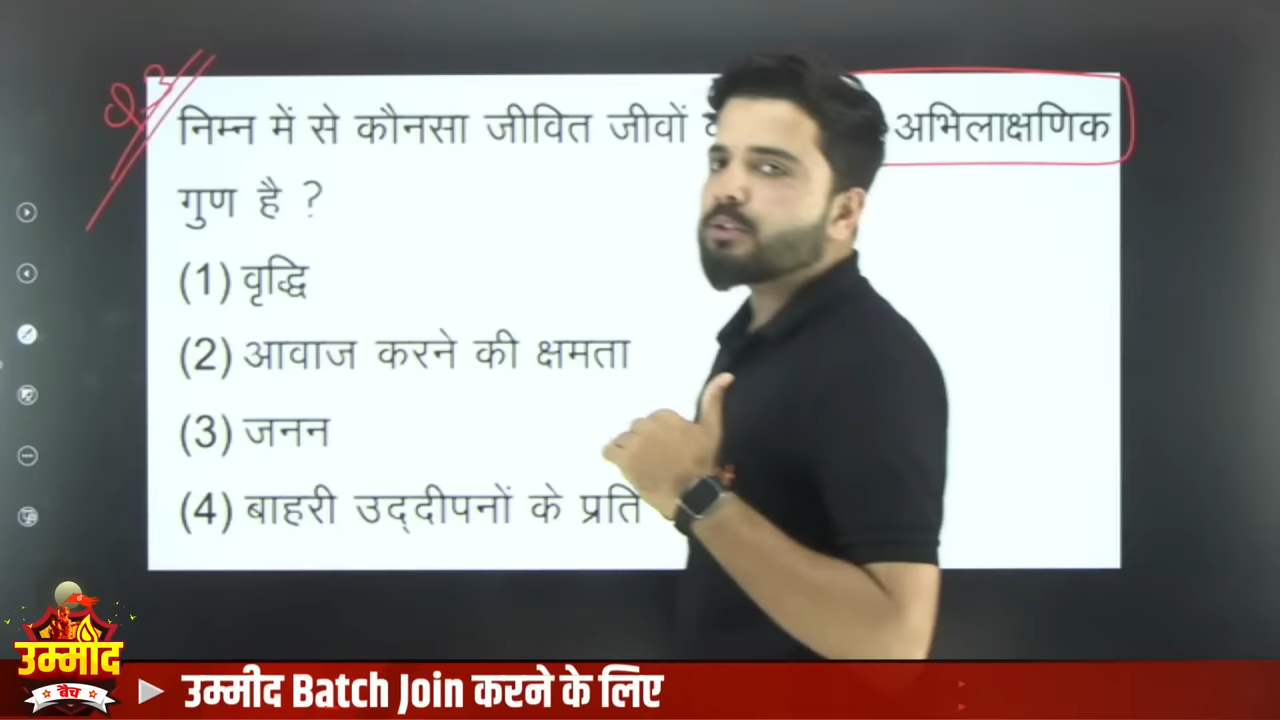 Q.
निम्न में से कौनसा जीवित जीवों अभिलाक्षणिक
गुण है ?
(1) वृद्धि
(2) आवाज करने की क्षमता
(3) जनन
(4) बाहरी उद्दीपनों के प्रति
उम्मीद
बैच
उम्मीद Batch Join करने के लिए